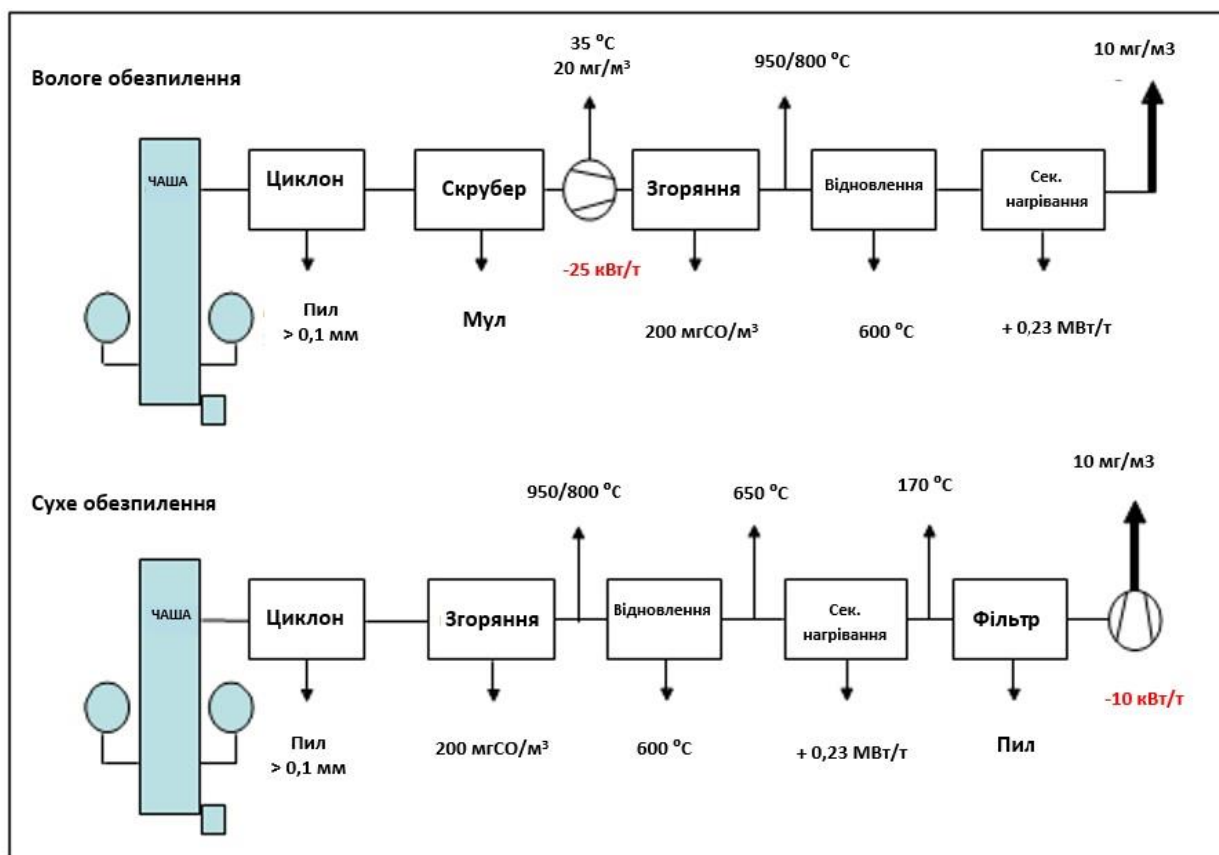 35 °C
20 мг/м³
950/800 °C
10 мг/м3
Вологе обезпилення
ЧАША
Циклон
Скрубер
Згоряння
Відновлення
Сек.
нагрівання
-25 кВт/т
Пил
> 0,1 мм
Мул
200 мгCO/м³
600 °C
+ 0,23 МВт/т
10 мг/м3
950/800 °C
650 °C
170 °C
Сухе обезпилення
ЧАША
Циклон
Згоряння
Відновлення
Сек.
нагрівання
Фільтр
-10 кВт/т
Пил
> 0,1 мм
200 мгCO/м³
600 °C
+ 0,23 МВт/т
Пил